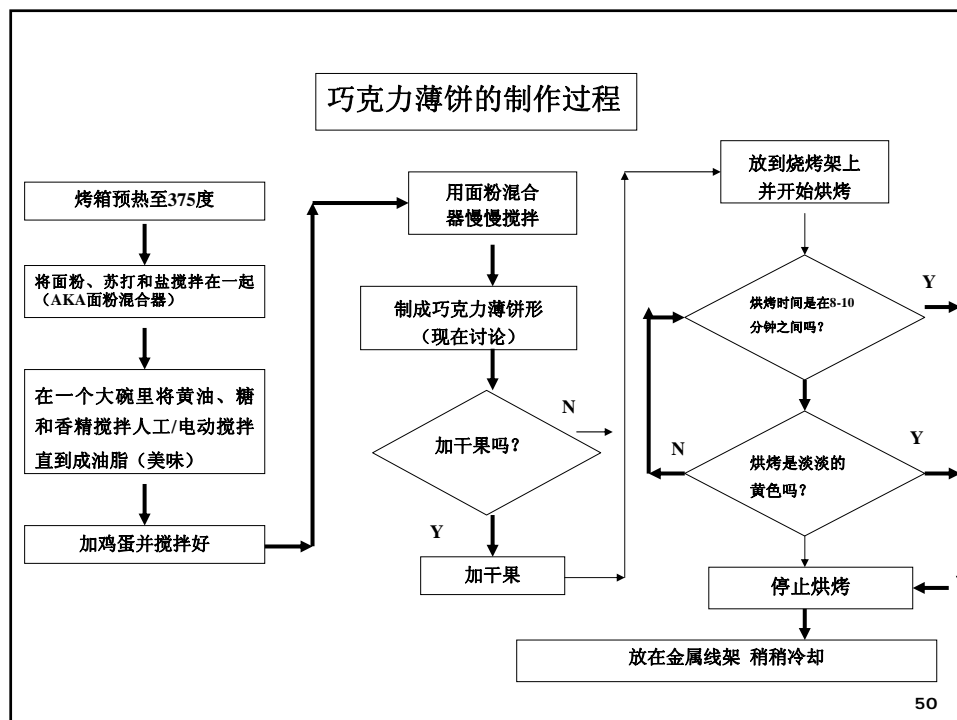 巧克力薄饼的制作过程
烤箱预热至375度
将面粉、苏打和盐搅拌在一起
（AKA面粉混合器）
在一个大碗里将黄油、糖
和香精搅拌人工/电动搅拌
直到成油脂（美味）
加鸡蛋并搅拌好
用面粉混合
器慢慢搅拌
制成巧克力薄饼形
（现在讨论）
加干果吗？
N
Y
加干果
放到烧烤架上
并开始烘烤
烘烤时间是在8-10
分钟之间吗？
Y
烘烤是淡淡的
黄色吗？
N
Y
停止烘烤
放在金属线架 稍稍冷却
50